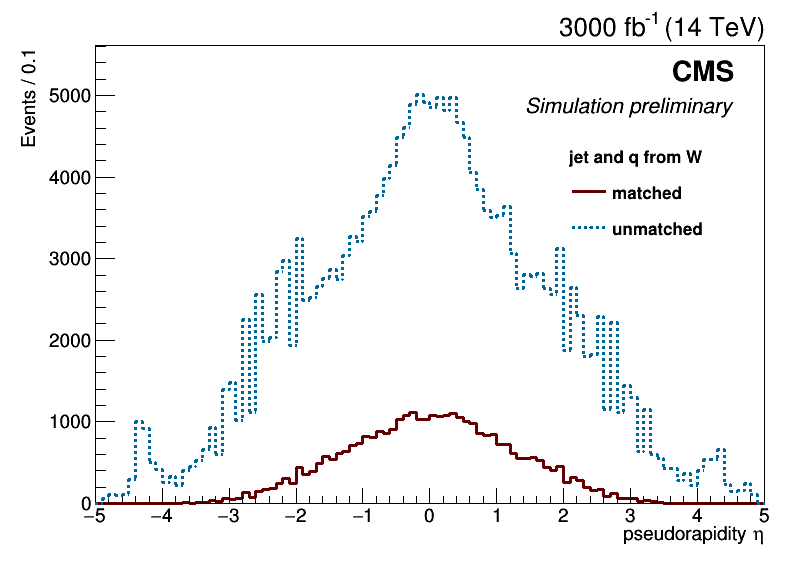 3000 fb⁻¹ (14 TeV)
Events / 0.1
CMS
Simulation preliminary
jet and q from W
matched
unmatched
5000
4000
3000
2000
1000
0
−5 −4 −3 −2 −1 0 1 2 3 4 5
pseudorapidity η